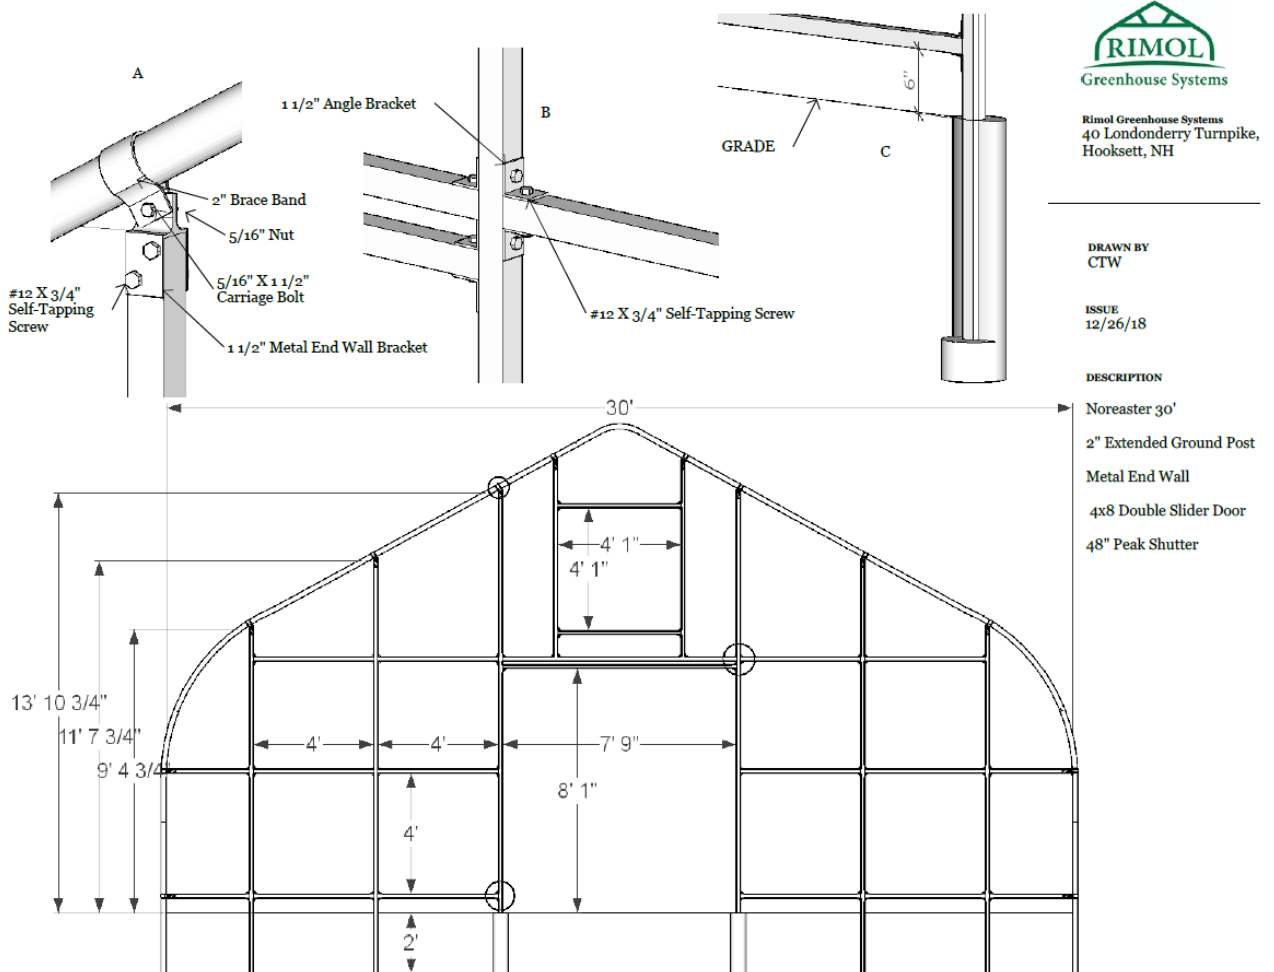 A
1 1/2" Angle Bracket
B
2" Brace Band
5/16" Nut
5/16" X 1 1/2"
Carriage Bolt
#12 X 3/4"
Self-Tapping
Screw
1 1/2" Metal End Wall Bracket
#12 X 3/4" Self-Tapping Screw
6"
GRADE
C
RIMOL
Greenhouse Systems
Rimol Greenhouse Systems
40 Londonderry Turnpike,
Hooksett, NH
DRAWN BY
CTW
ISSUE
12/26/18
DESCRIPTION
Noreaster 30'
2" Extended Ground Post
Metal End Wall
4x8 Double Slider Door
48" Peak Shutter
30'
4' 1"
4' 1"
13' 10 3/4"
11' 7 3/4"
9' 4 3/4"
4'
4'
7' 9"
8' 1"
4'
2'